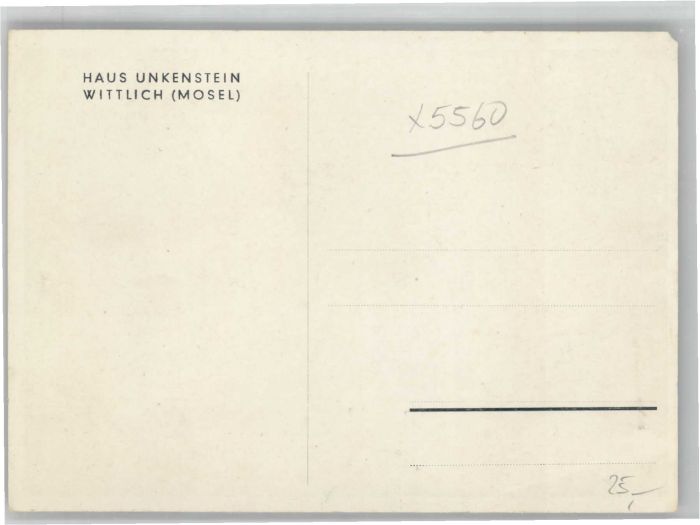 HAUS UNKENSTEIN
WITTLICH (MOSEL)
x5560
25,-